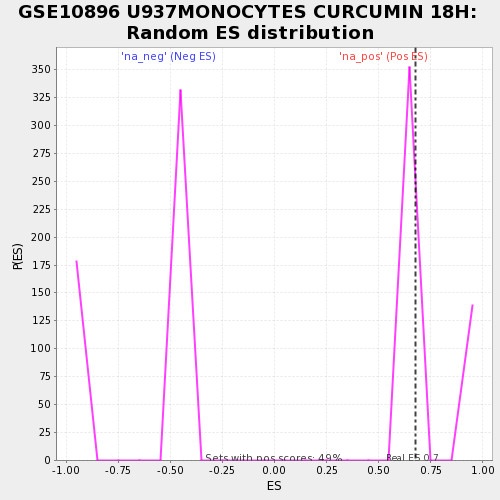 GSE10896 U937MONOCYTES CURCUMIN 18H:
Random ES distribution
'na_neg' (Neg ES)
'na_pos' (Pos ES)
350
325
300
275
250
225
200
175
150
125
100
75
50
25
0
P(ES)
Sets with pos scores: 49%
Real ES 0.7
-1.00 -0.75 -0.50 -0.25 0.00 0.25 0.50 0.75 1.00
ES